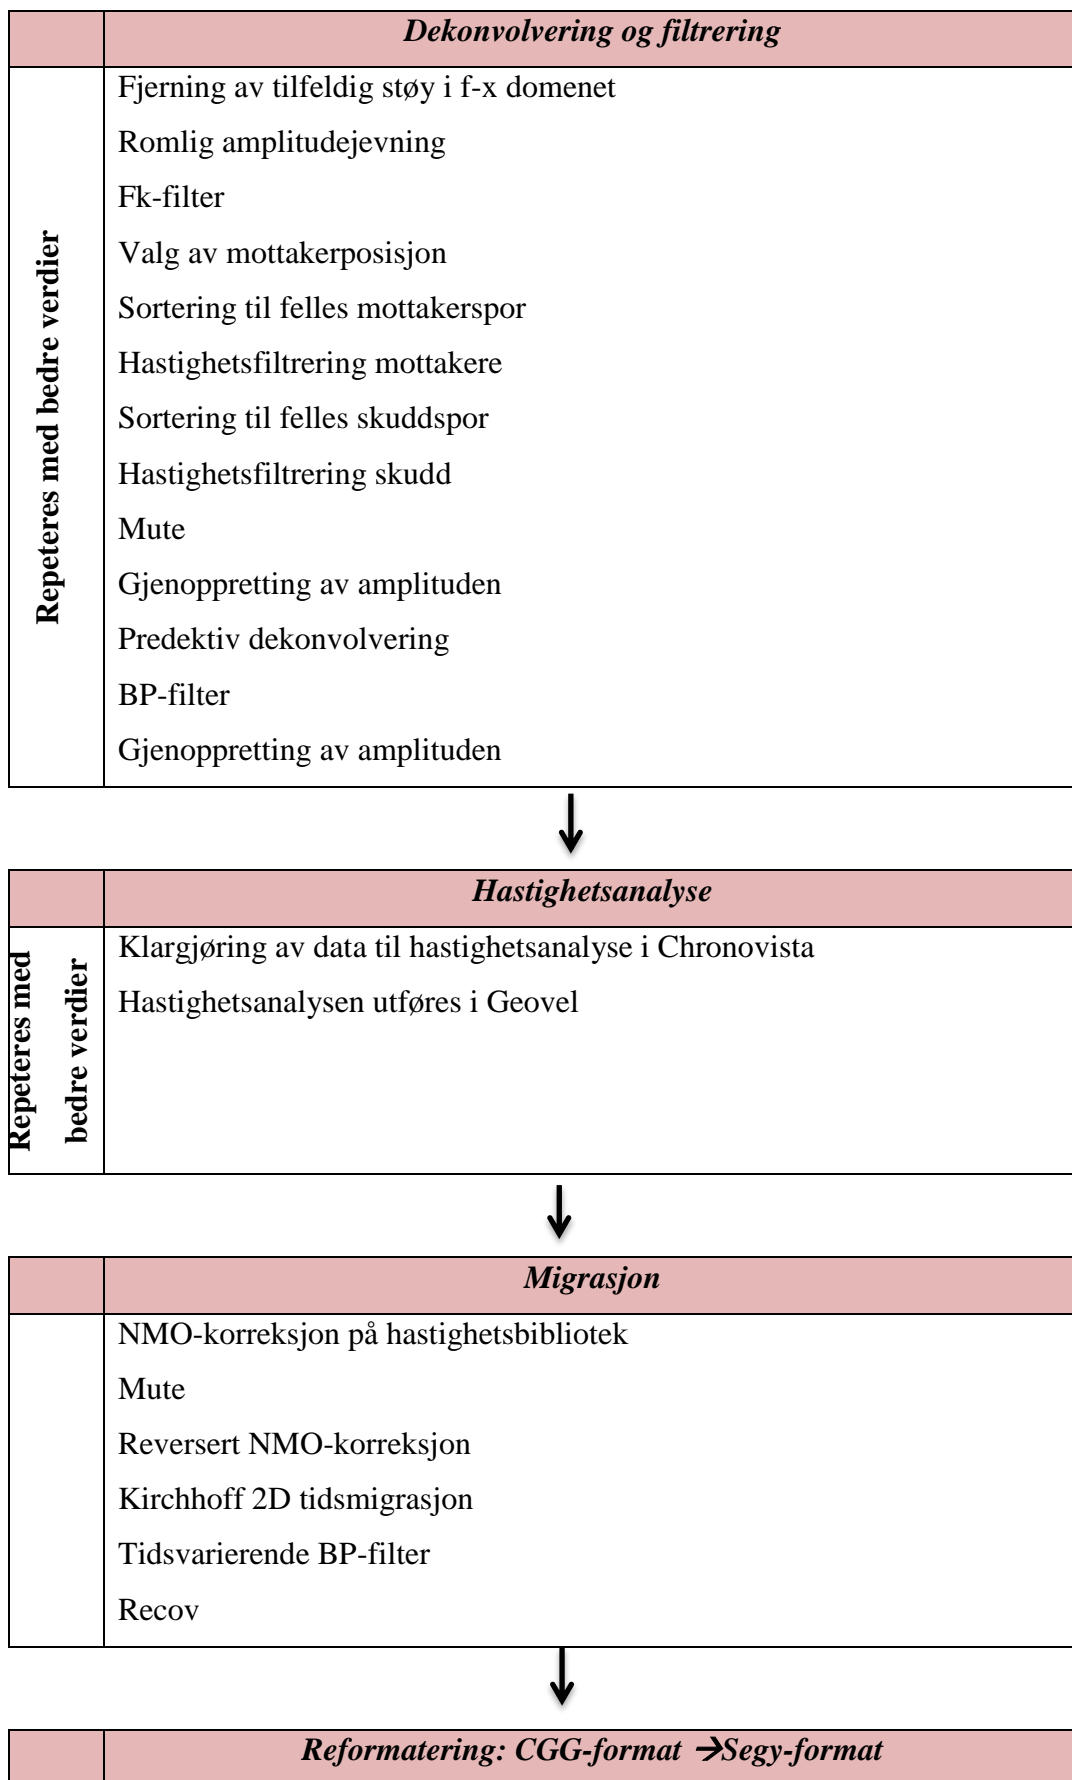 Dekonvolvering og filtrering
Repeteres med bedre verdier
Fjerning av tilfeldig støy i f-x domenet
Romlig amplitudejevning
Fk-filter
Valg av mottakerposisjon
Sortering til felles mottakerspor
Hastighetsfiltrering mottakere
Sortering til felles skuddspor
Hastighetsfiltrering skudd
Mute
Gjenoppretting av amplituden
Predektiv dekonvolvering
BP-filter
Gjenoppretting av amplituden
Hastighetsanalyse
Repeteres med
bedre verdier
Klargjøring av data til hastighetsanalyse i Chronovista
Hastighetsanalysen utføres i Geovel
Migrasjon
NMO-korreksjon på hastighetsbibliotek
Mute
Reversert NMO-korreksjon
Kirchhoff 2D tidsmigrasjon
Tidsvarierende BP-filter
Recov
Reformatering: CGG-format →Segy-format